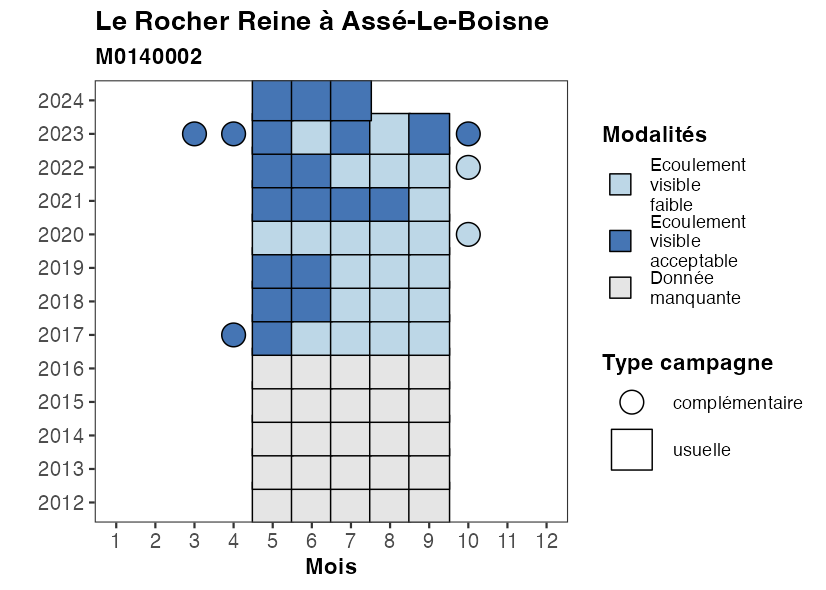 Le Rocher Reine à Assé-Le-Boisne
M0140002
2024
2023
2022
2021
2020
2019
2018
2017
2016
2015
2014
2013
2012
1 2 3 4 5 6 7 8 9 10 11 12
Mois
Modalités
Ecoulement
visible
faible
Ecoulement
visible
acceptable
Donnée
manquante
Type campagne
complémentaire
usuelle